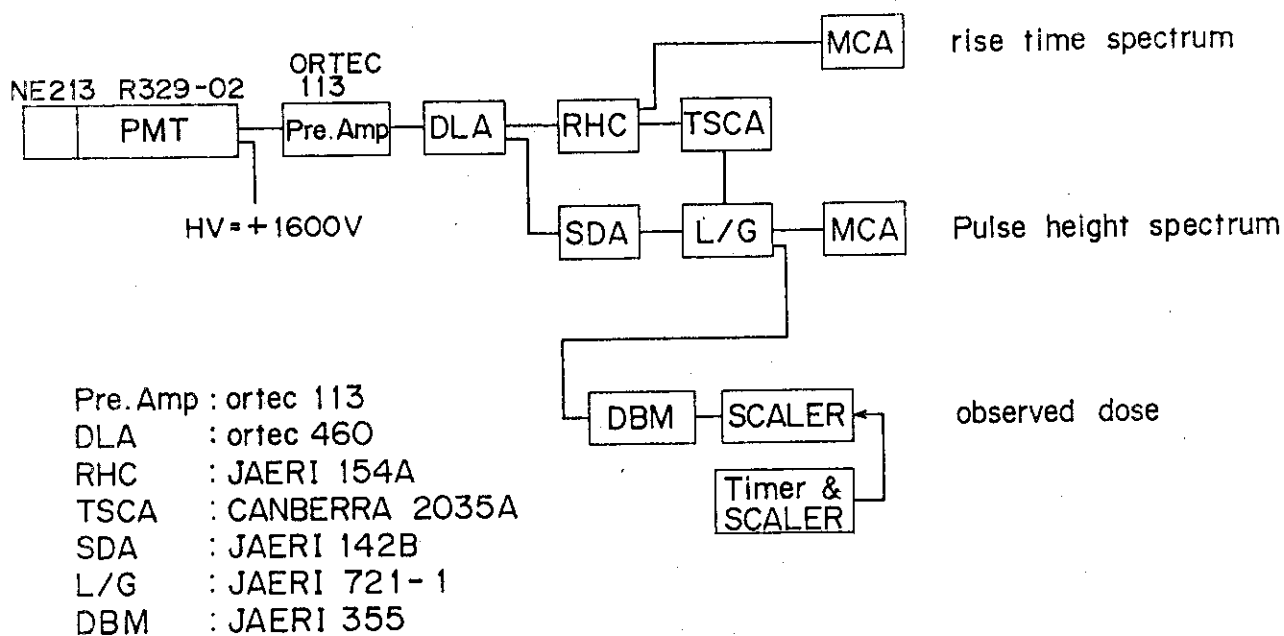 MCA rise time spectrum
ORTEC
113
NE213 R329-02
PMT Pre.Amp DLA RHC TSCA
HV=+1600V
SDA L/G MCA Pulse height spectrum
DBM SCALER observed dose
Timer &
SCALER
Pre.Amp : ortec 113
DLA : ortec 460
RHC : JAERI 154A
TSCA : CANBERRA 2035A
SDA : JAERI 142B
L/G : JAERI 721-1
DBM : JAERI 355